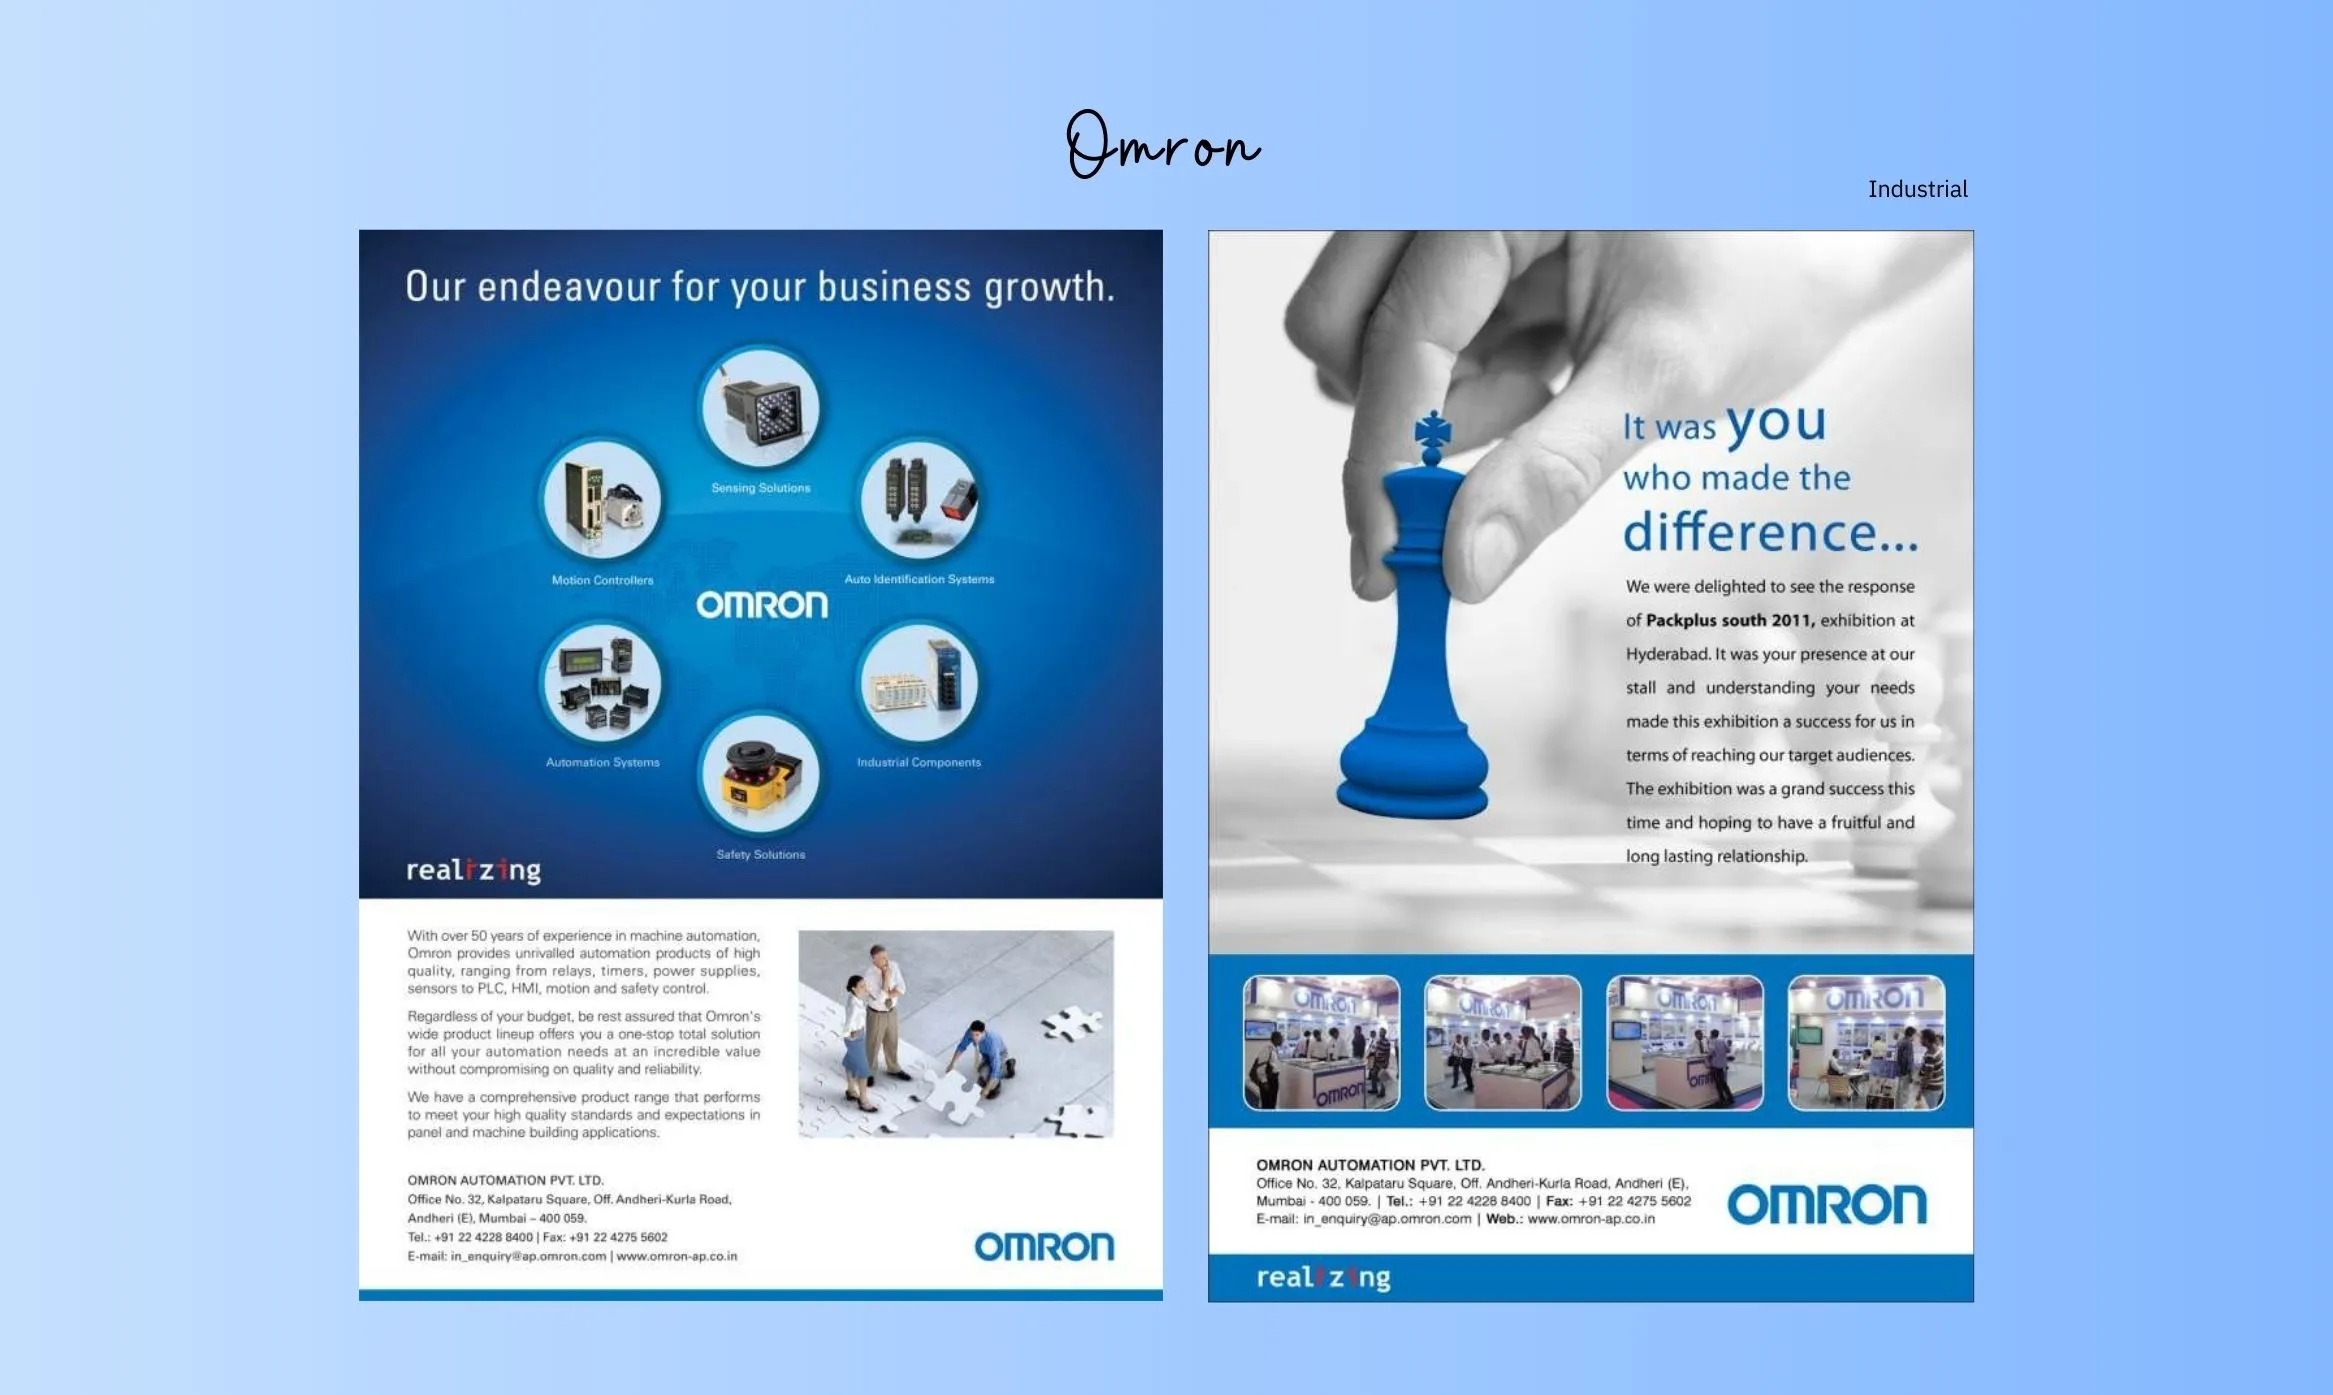 Omron
Industrial
Our endeavour for your business growth.
Sensing Solutions
Motion Controllers
Auto Identification Systems
OMRON
Automation Systems
Industrial Components
Safety Solutions
realizing
With over 50 years of experience in machine automation,
Omron provides unrivalled automation products of high
quality, ranging from relays, timers, power supplies,
sensors to PLC, HMI, motion and safety control.
Regardless of your budget, be rest assured that Omron's
wide product lineup offers you a one-stop total solution
for all your automation needs at an incredible value
without compromising on quality and reliability.
We have a comprehensive product range that performs
to meet your high quality standards and expectations in
panel and machine building applications.
OMRON AUTOMATION PVT. LTD.
Office No. 32, Kalpataru Square, Off. Andheri-Kurla Road,
Andheri (E), Mumbai – 400 059.
Tel.: +91 22 4228 8400 | Fax: +91 22 4275 5602
E-mail: in_enquiry@ap.omron.com | www.omron-ap.co.in
OMRON
It was you
who made the
difference...
We were delighted to see the response
of Packplus south 2011, exhibition at
Hyderabad. It was your presence at our
stall and understanding your needs
made this exhibition a success for us in
terms of reaching our target audiences.
The exhibition was a grand success this
time and hoping to have a fruitful and
long lasting relationship.
OMRON
OMRON
OMRON
OMRON
OMRON
OMRON
OMRON AUTOMATION PVT. LTD.
Office No. 32, Kalpataru Square, Off. Andheri-Kurla Road, Andheri (E),
Mumbai - 400 059. | Tel.: +91 22 4228 8400 | Fax: +91 22 4275 5602
E-mail: in_enquiry@ap.omron.com | Web.: www.omron-ap.co.in
OMRON
realizing